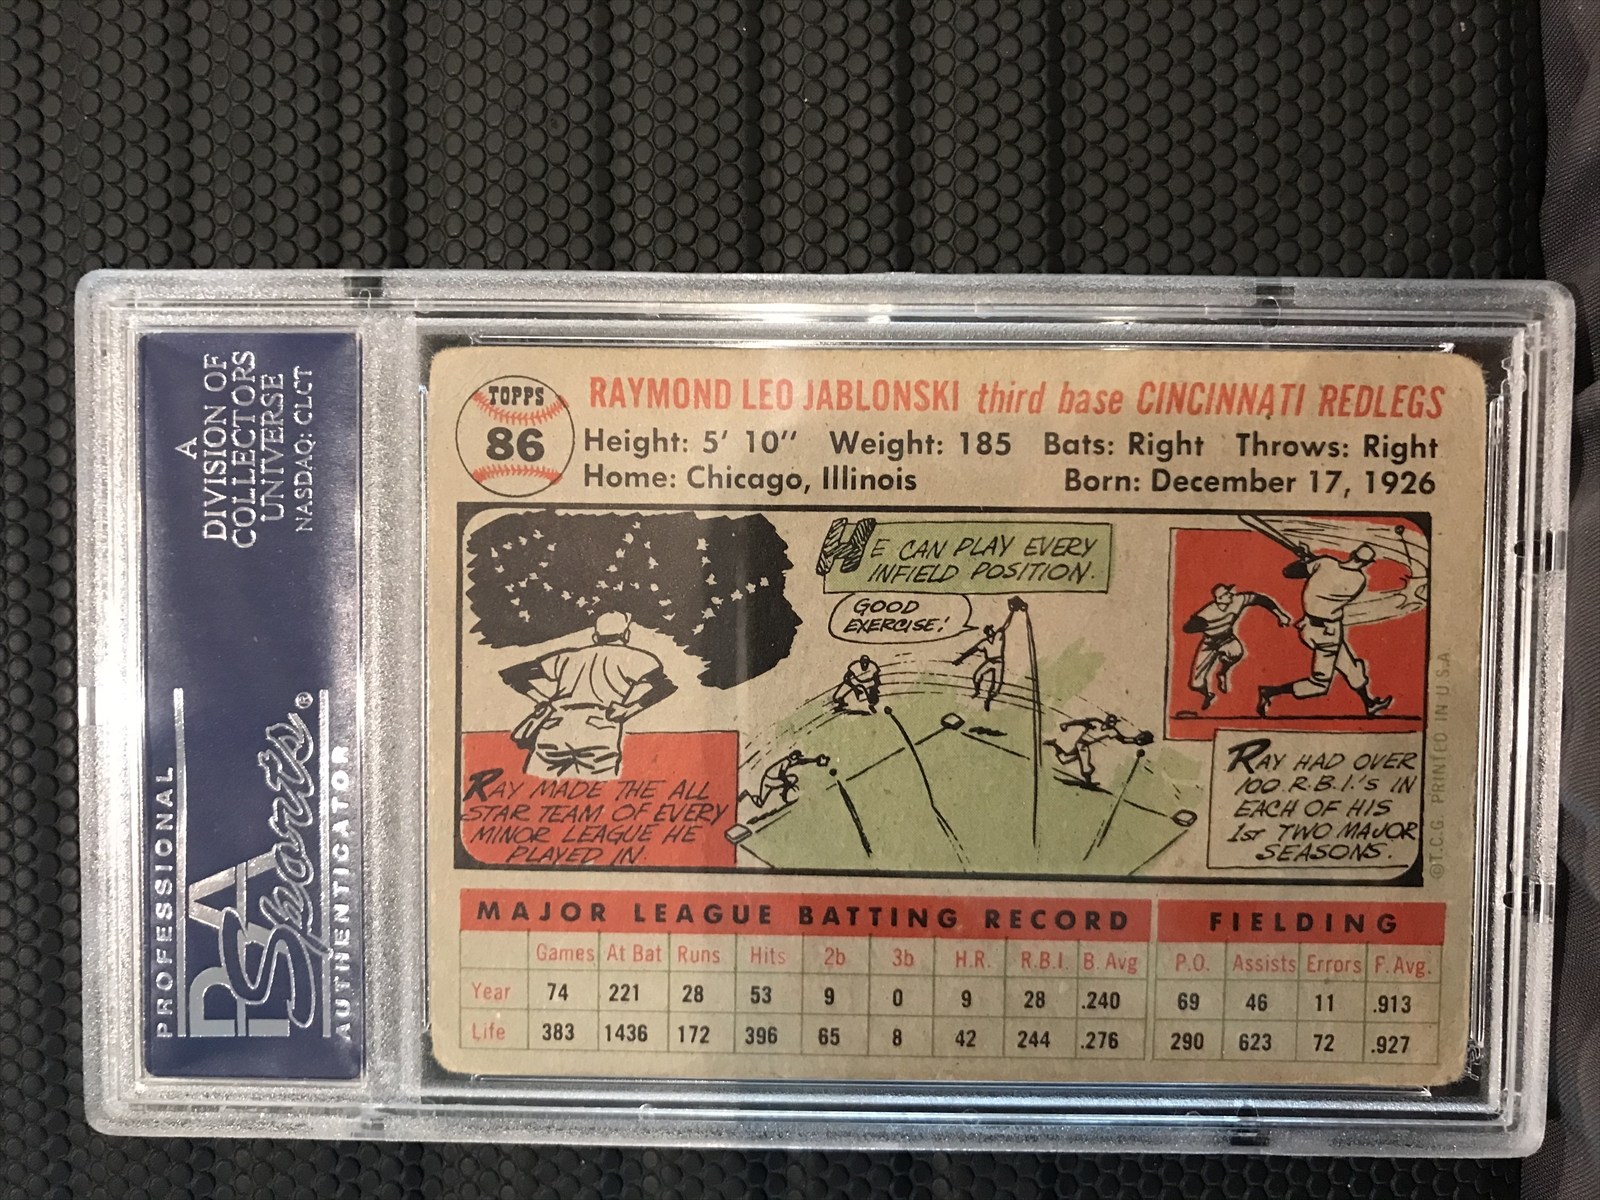 A
DIVISION OF
COLLECTORS
UNIVERSE
NASDAQ: CLCT
PROFESSIONAL
PSA
Sports®
AUTHENTICATOR
TOPPS
86
RAYMOND LEO JABLONSKI third base CINCINNATI REDLEGS
Height: 5' 10" Weight: 185 Bats: Right Throws: Right
Home: Chicago, Illinois Born: December 17, 1926
RAY MADE THE ALL
STAR TEAM OF EVERY
MINOR LEAGUE HE
PLAYED IN.
HE CAN PLAY EVERY
INFIELD POSITION.
GOOD
EXERCISE!
RAY HAD OVER
100 R.B.I.'S IN
EACH OF HIS
1ST TWO MAJOR
SEASONS.
©T.C.G. PRINTED IN U.S.A
MAJOR LEAGUE BATTING RECORD FIELDING
Games At Bat Runs Hits 2b 3b H.R. R.B.I. B. Avg P.O. Assists Errors F. Avg.
Year 74 221 28 53 9 0 9 28 .240 69 46 11 .913
Life 383 1436 172 396 65 8 42 244 .276 290 623 72 .927